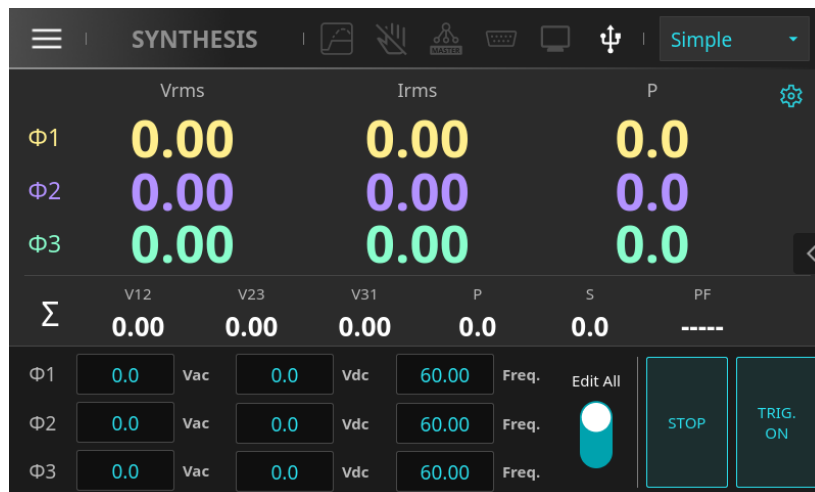 SYNTHESIS MASTER Simple
Vrms Irms P
Φ1 0.00 0.00 0.0
Φ2 0.00 0.00 0.0
Φ3 0.00 0.00 0.0
V12 V23 V31 P S PF
Σ 0.00 0.00 0.00 0.0 0.0 -----
Φ1 0.0 Vac 0.0 Vdc 60.00 Freq. Edit All
Φ2 0.0 Vac 0.0 Vdc 60.00 Freq. STOP TRIG.
ON
Φ3 0.0 Vac 0.0 Vdc 60.00 Freq.